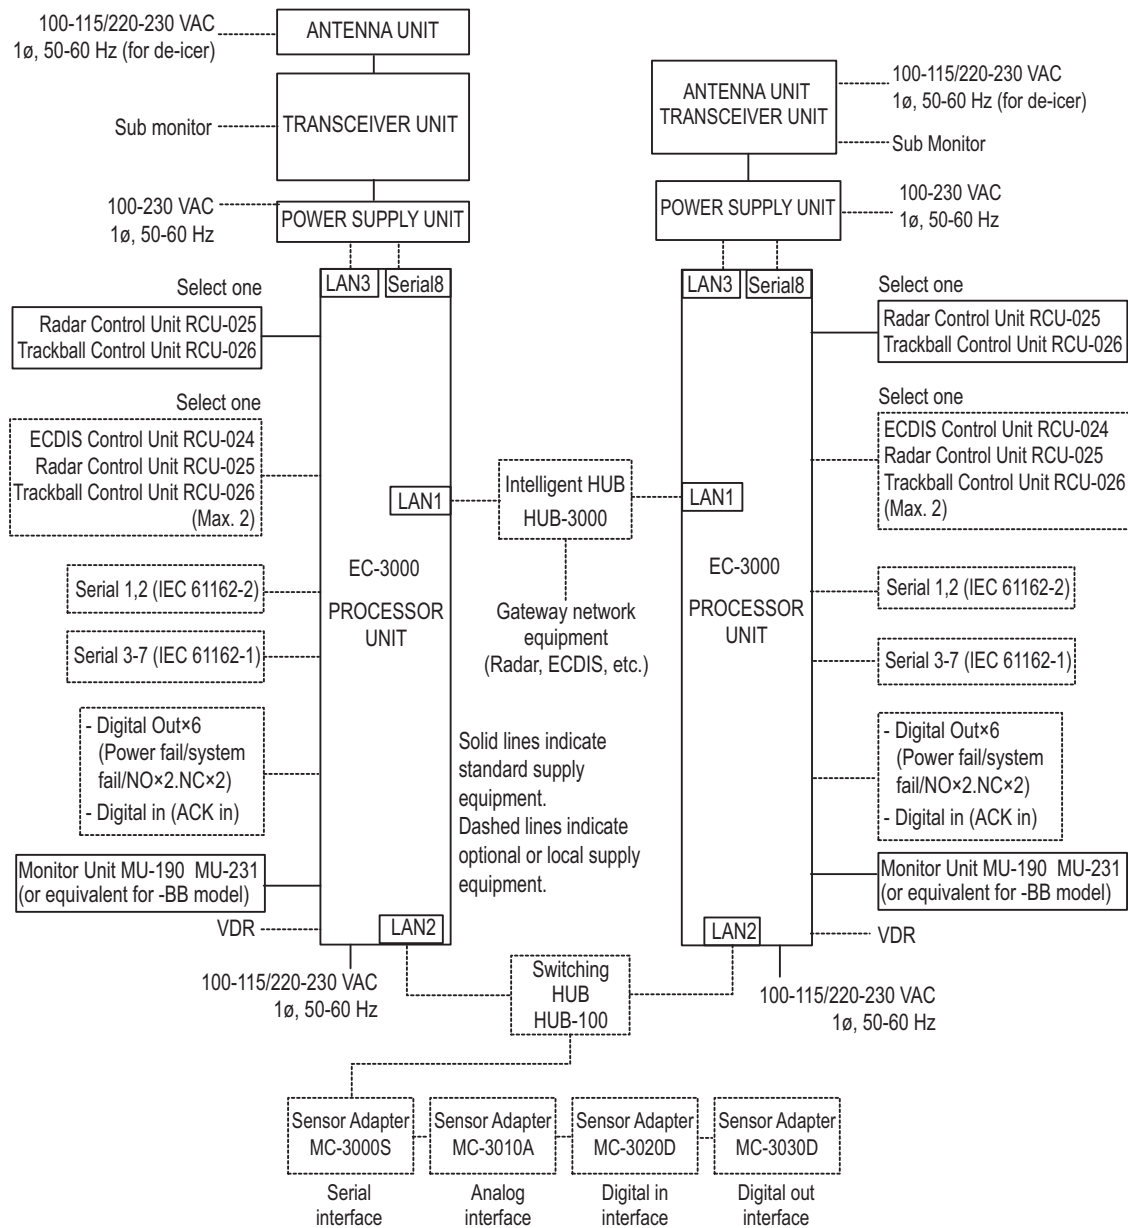 100-115/220-230 VAC
1ø, 50-60 Hz (for de-icer)
ANTENNA UNIT
Sub monitor
TRANSCEIVER UNIT
100-230 VAC
1ø, 50-60 Hz
POWER SUPPLY UNIT
LAN3
Serial8
Select one
Radar Control Unit RCU-025
Trackball Control Unit RCU-026
Select one
ECDIS Control Unit RCU-024
Radar Control Unit RCU-025
Trackball Control Unit RCU-026
(Max. 2)
LAN1
EC-3000
PROCESSOR
UNIT
Serial 1,2 (IEC 61162-2)
Serial 3-7 (IEC 61162-1)
- Digital Out×6
(Power fail/system
fail/NO×2.NC×2)
- Digital in (ACK in)
Monitor Unit MU-190 MU-231
(or equivalent for -BB model)
VDR
LAN2
100-115/220-230 VAC
1ø, 50-60 Hz
Intelligent HUB
HUB-3000
Gateway network
equipment
(Radar, ECDIS, etc.)
Solid lines indicate
standard supply
equipment.
Dashed lines indicate
optional or local supply
equipment.
ANTENNA UNIT
TRANSCEIVER UNIT
100-115/220-230 VAC
1ø, 50-60 Hz (for de-icer)
Sub Monitor
POWER SUPPLY UNIT
100-230 VAC
1ø, 50-60 Hz
LAN3
Serial8
Select one
Radar Control Unit RCU-025
Trackball Control Unit RCU-026
Select one
ECDIS Control Unit RCU-024
Radar Control Unit RCU-025
Trackball Control Unit RCU-026
(Max. 2)
LAN1
EC-3000
PROCESSOR
UNIT
Serial 1,2 (IEC 61162-2)
Serial 3-7 (IEC 61162-1)
- Digital Out×6
(Power fail/system
fail/NO×2.NC×2)
- Digital in (ACK in)
Monitor Unit MU-190 MU-231
(or equivalent for -BB model)
VDR
LAN2
100-115/220-230 VAC
1ø, 50-60 Hz
Switching
HUB
HUB-100
Sensor Adapter
MC-3000S
Sensor Adapter
MC-3010A
Sensor Adapter
MC-3020D
Sensor Adapter
MC-3030D
Serial
interface
Analog
interface
Digital in
interface
Digital out
interface